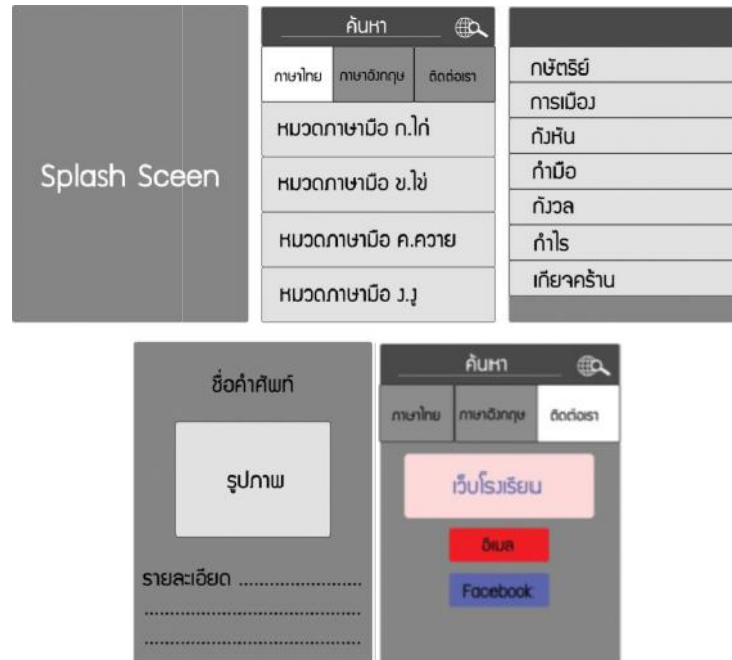 Splash Sceen
ค้นหา
ภาษาไทย ภาษาอังกฤษ ติดต่อเรา
หมวดภาษามือ ก.ไก่
หมวดภาษามือ ข.ไข่
หมวดภาษามือ ค.ควาย
หมวดภาษามือ ง.งู
กษัตริย์
การเมือง
กังหัน
กำมือ
กังวล
กำไร
เกียจคร้าน
ชื่อคำศัพท์
รูปภาพ
รายละเอียด ........................
..........................................
..........................................
ค้นหา
ภาษาไทย ภาษาอังกฤษ ติดต่อเรา
เว็บโรงเรียน
อีเมล
Facebook